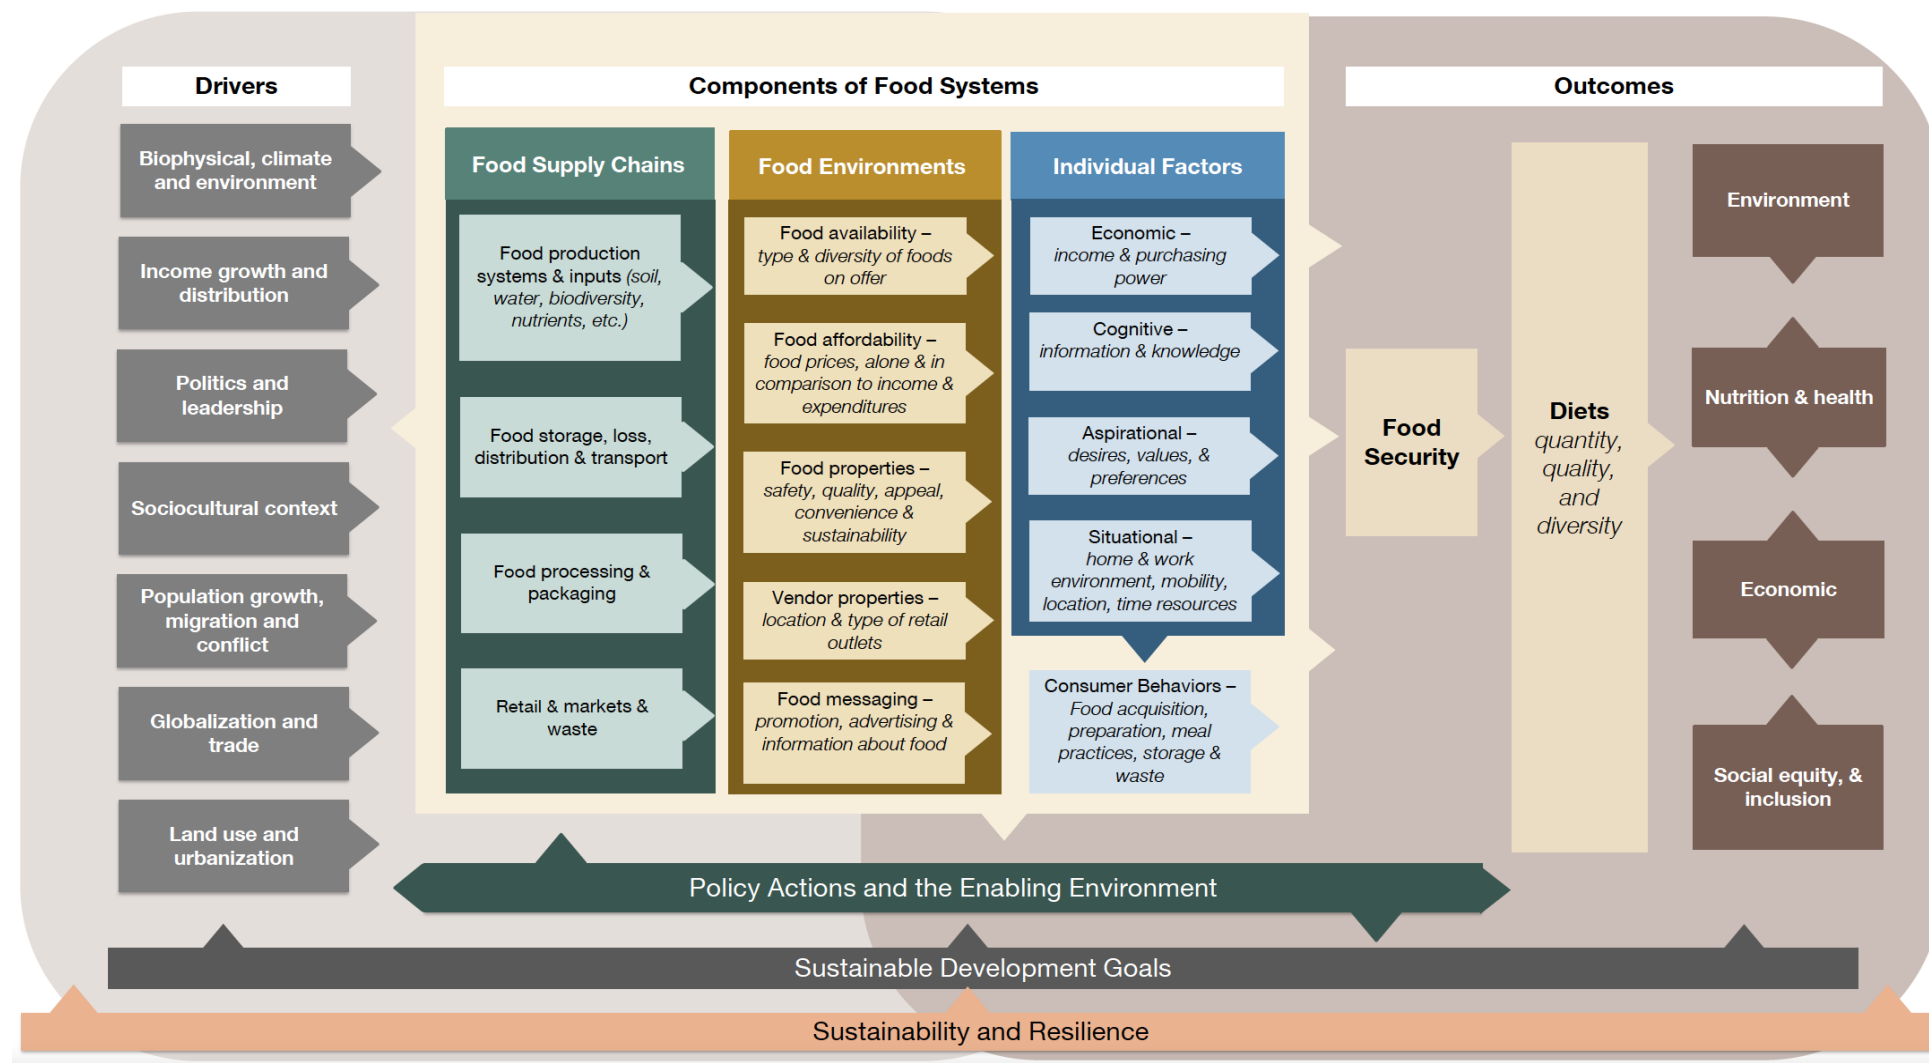 Drivers
Biophysical, climate
and environment
Income growth and
distribution
Politics and
leadership
Sociocultural context
Population growth,
migration and
conflict
Globalization and
trade
Land use and
urbanization
Components of Food Systems
Food Supply Chains
Food production
systems & inputs (soil,
water, biodiversity,
nutrients, etc.)
Food storage, loss,
distribution & transport
Food processing &
packaging
Retail & markets &
waste
Food Environments
Food availability –
type & diversity of foods
on offer
Food affordability –
food prices, alone & in
comparison to income &
expenditures
Food properties –
safety, quality, appeal,
convenience &
sustainability
Vendor properties –
location & type of retail
outlets
Food messaging –
promotion, advertising &
information about food
Individual Factors
Economic –
income & purchasing
power
Cognitive –
information & knowledge
Aspirational –
desires, values, &
preferences
Situational –
home & work
environment, mobility,
location, time resources
Consumer Behaviors –
Food acquisition,
preparation, meal
practices, storage &
waste
Outcomes
Food
Security
Diets
quantity,
quality,
and
diversity
Environment
Nutrition & health
Economic
Social equity, &
inclusion
Policy Actions and the Enabling Environment
Sustainable Development Goals
Sustainability and Resilience